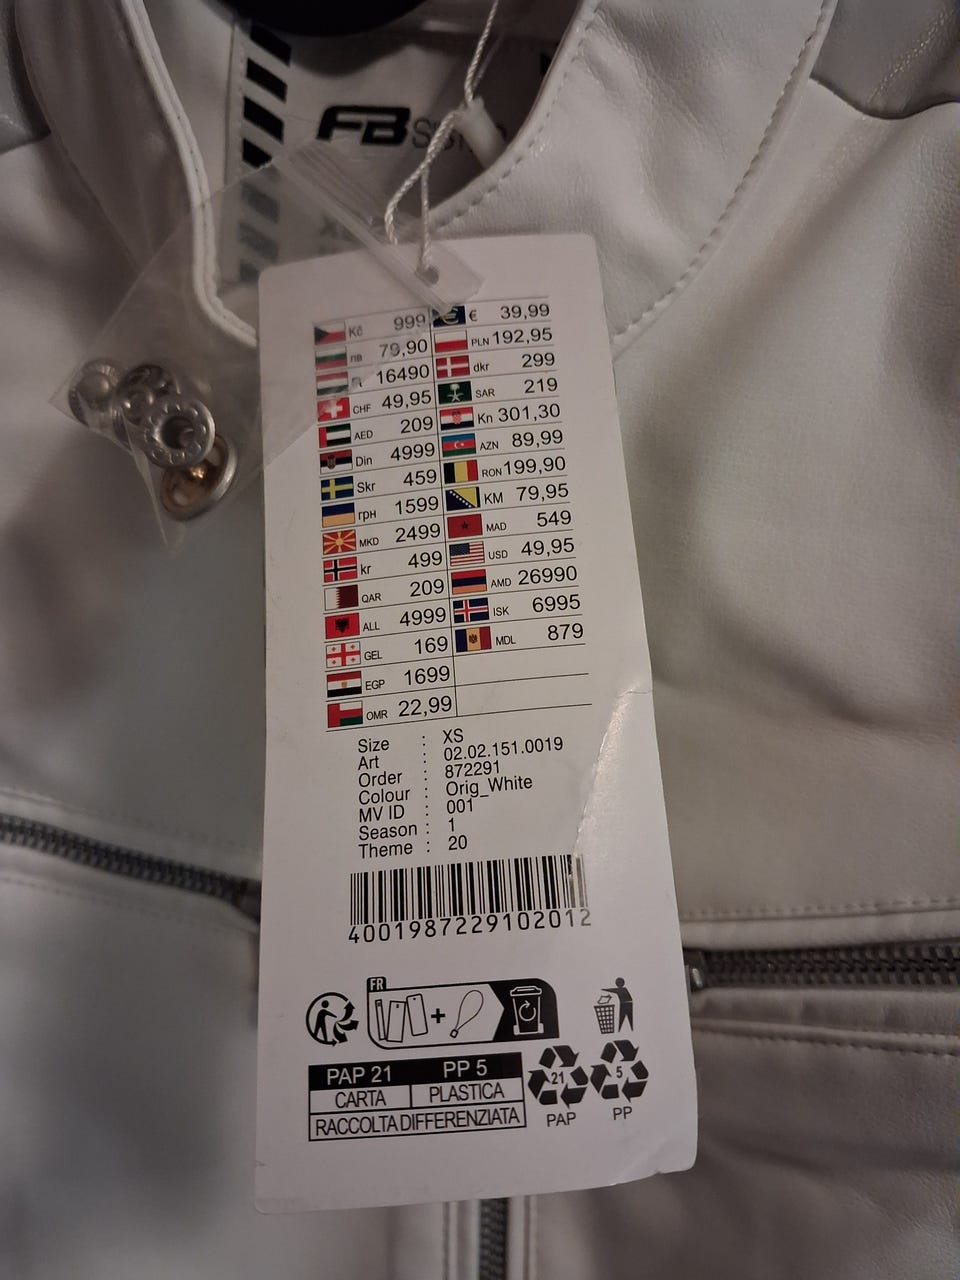 FB
Kč 999
€ 39,99
лв 79,90
PLN 192,95
16490
dkr 299
CHF 49,95
SAR 219
AED 209
Kn 301,30
Din 4999
AZN 89,99
Skr 459
RON 199,90
грн 1599
KM 79,95
MKD 2499
MAD 549
kr 499
USD 49,95
QAR 209
AMD 26990
ALL 4999
ISK 6995
GEL 169
MDL 879
EGP 1699
OMR 22,99
Size : XS
Art : 02.02.151.0019
Order : 872291
Colour : Orig_White
MV ID : 001
Season : 1
Theme : 20
4001987229102012
FR
PAP 21 PP 5
CARTA PLASTICA
RACCOLTA DIFFERENZIATA
21 5
PAP PP